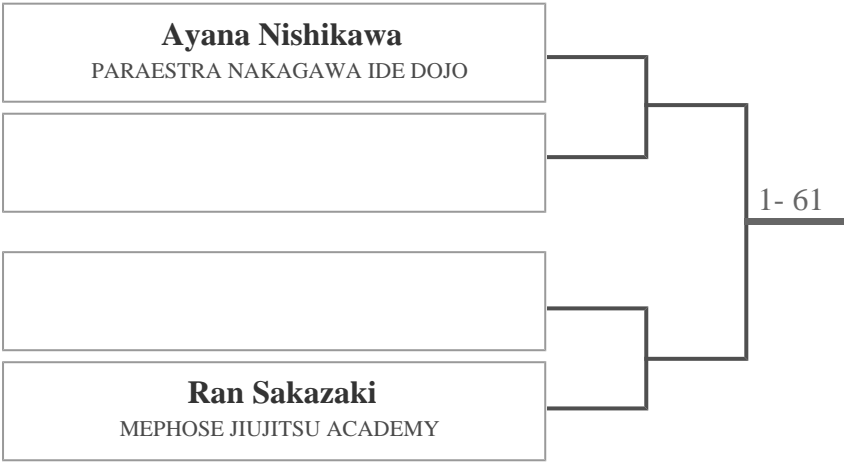 Ayana Nishikawa
PARAESTRA NAKAGAWA IDE DOJO
1- 61
Ran Sakazaki
MEPHOSE JIUJITSU ACADEMY